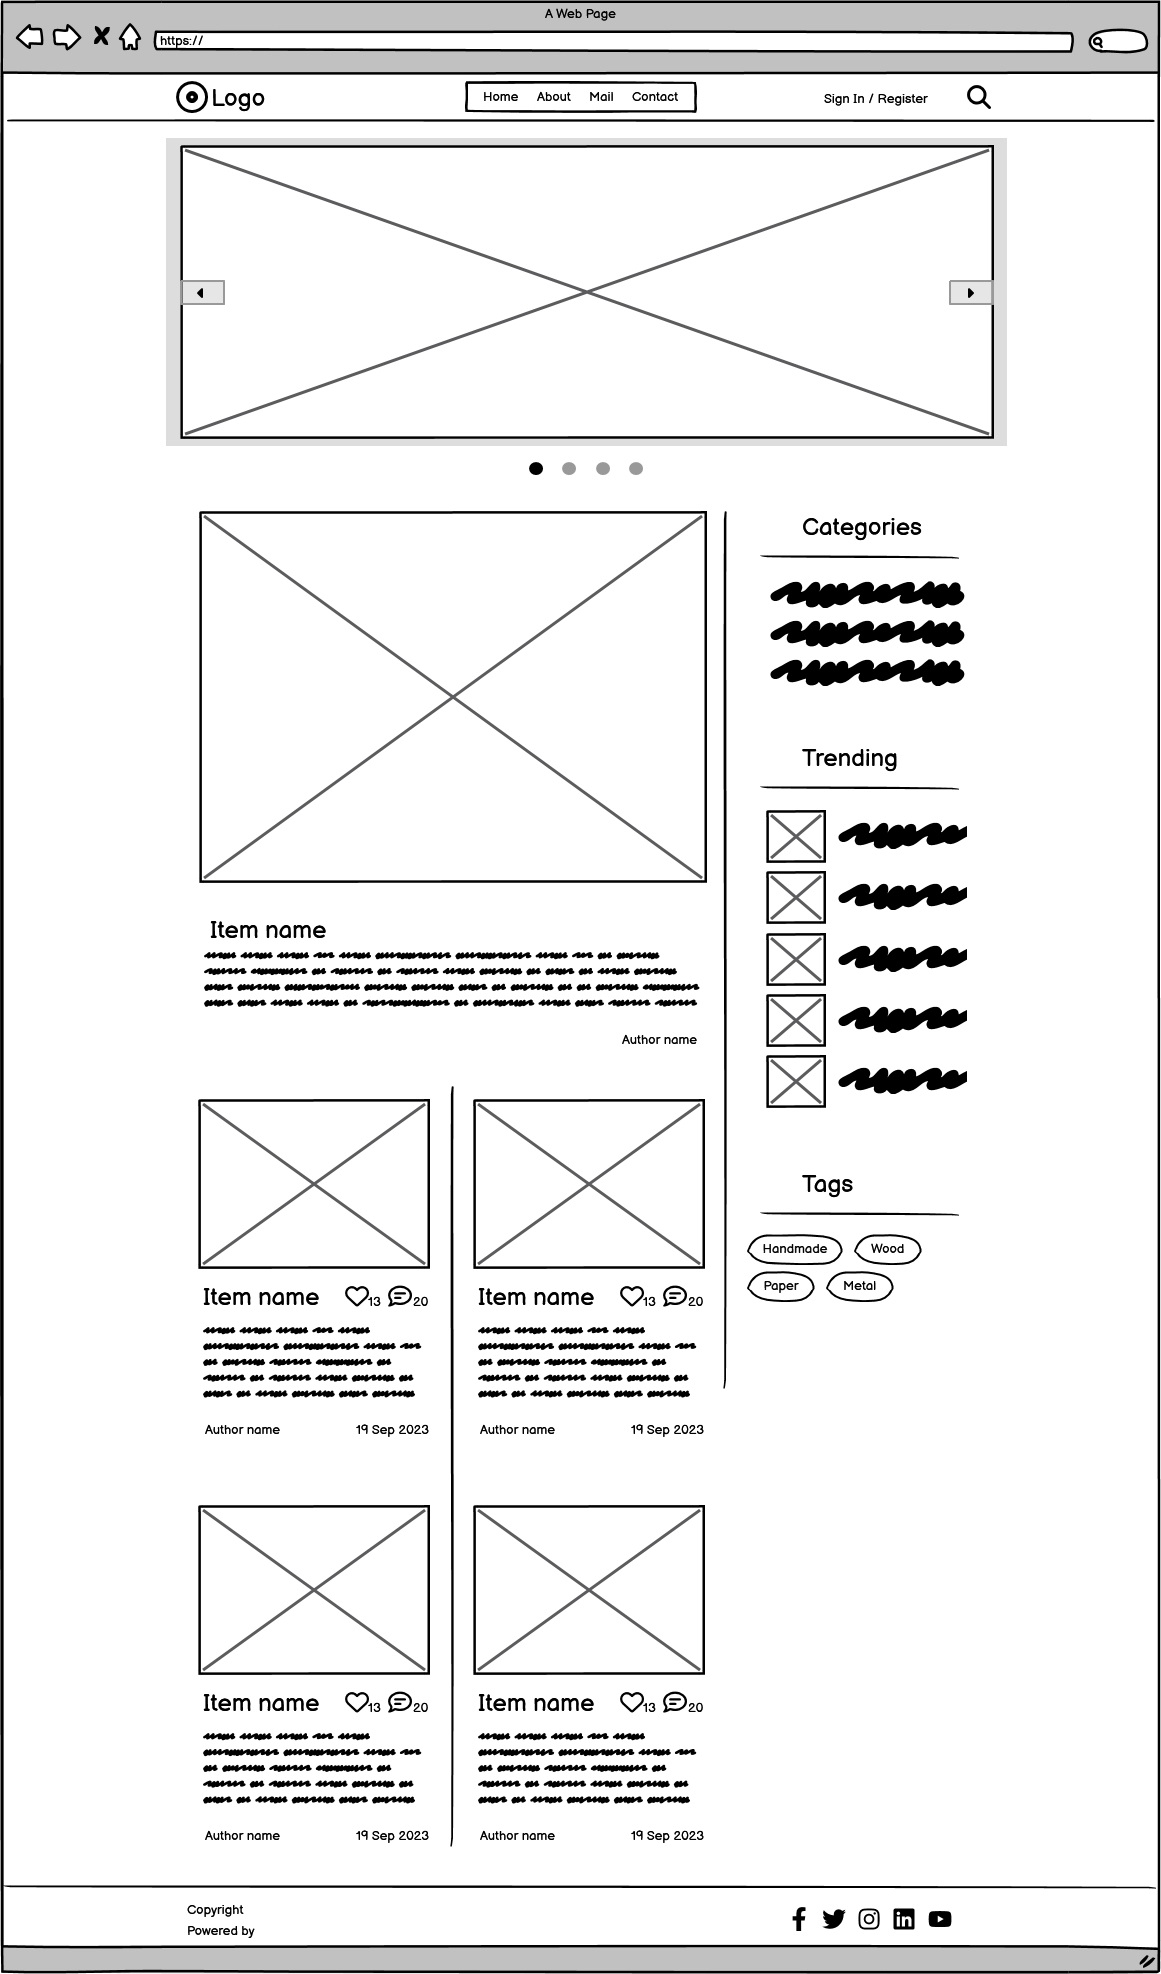 A Web Page
https://
Logo
Home About Mail Contact
Sign In / Register
Categories
Trending
Item name
Author name
Tags
Handmade Wood
Paper Metal
Item name 13 20
Author name 19 Sep 2023
Item name 13 20
Author name 19 Sep 2023
Item name 13 20
Author name 19 Sep 2023
Item name 13 20
Author name 19 Sep 2023
Copyright
Powered by